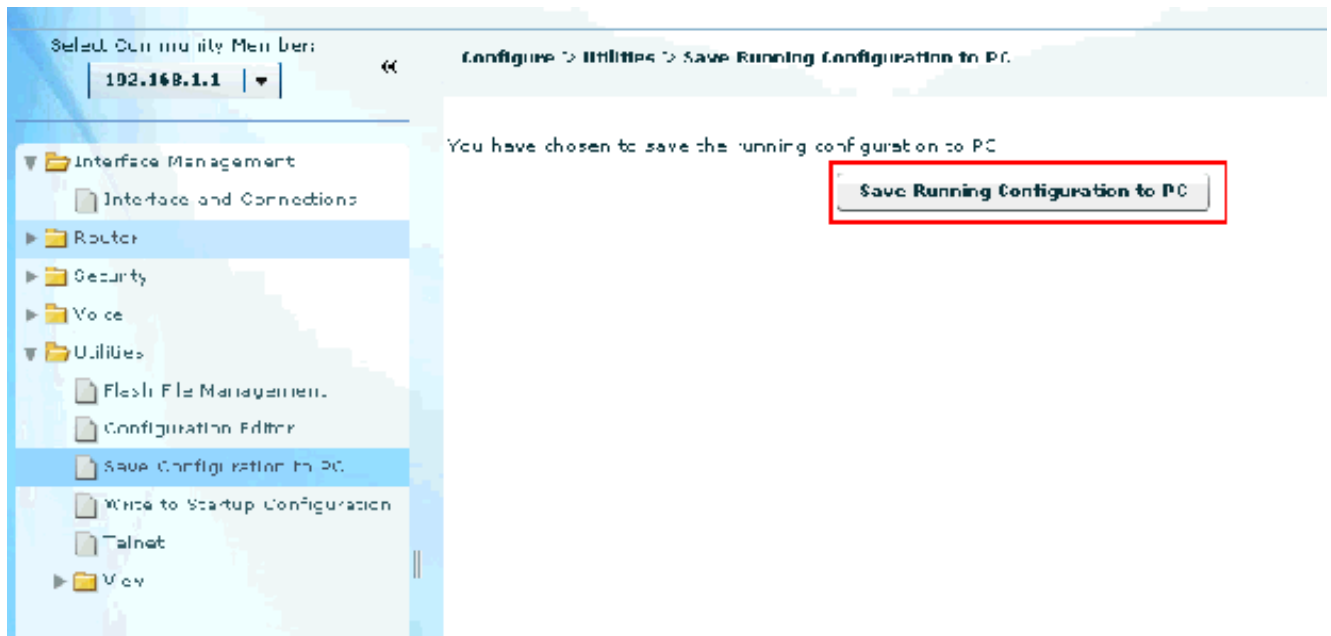 Select Community Member:
192.168.1.1
«
Configure > Utilities > Save Running Configuration to PC
You have chosen to save the running configuration to PC
Save Running Configuration to PC
Interface Management
Interface and Connections
Router
Security
Voice
Utilities
Flash File Management
Configuration Editor
Save Configuration to PC
Write to Startup Configuration
Telnet
View